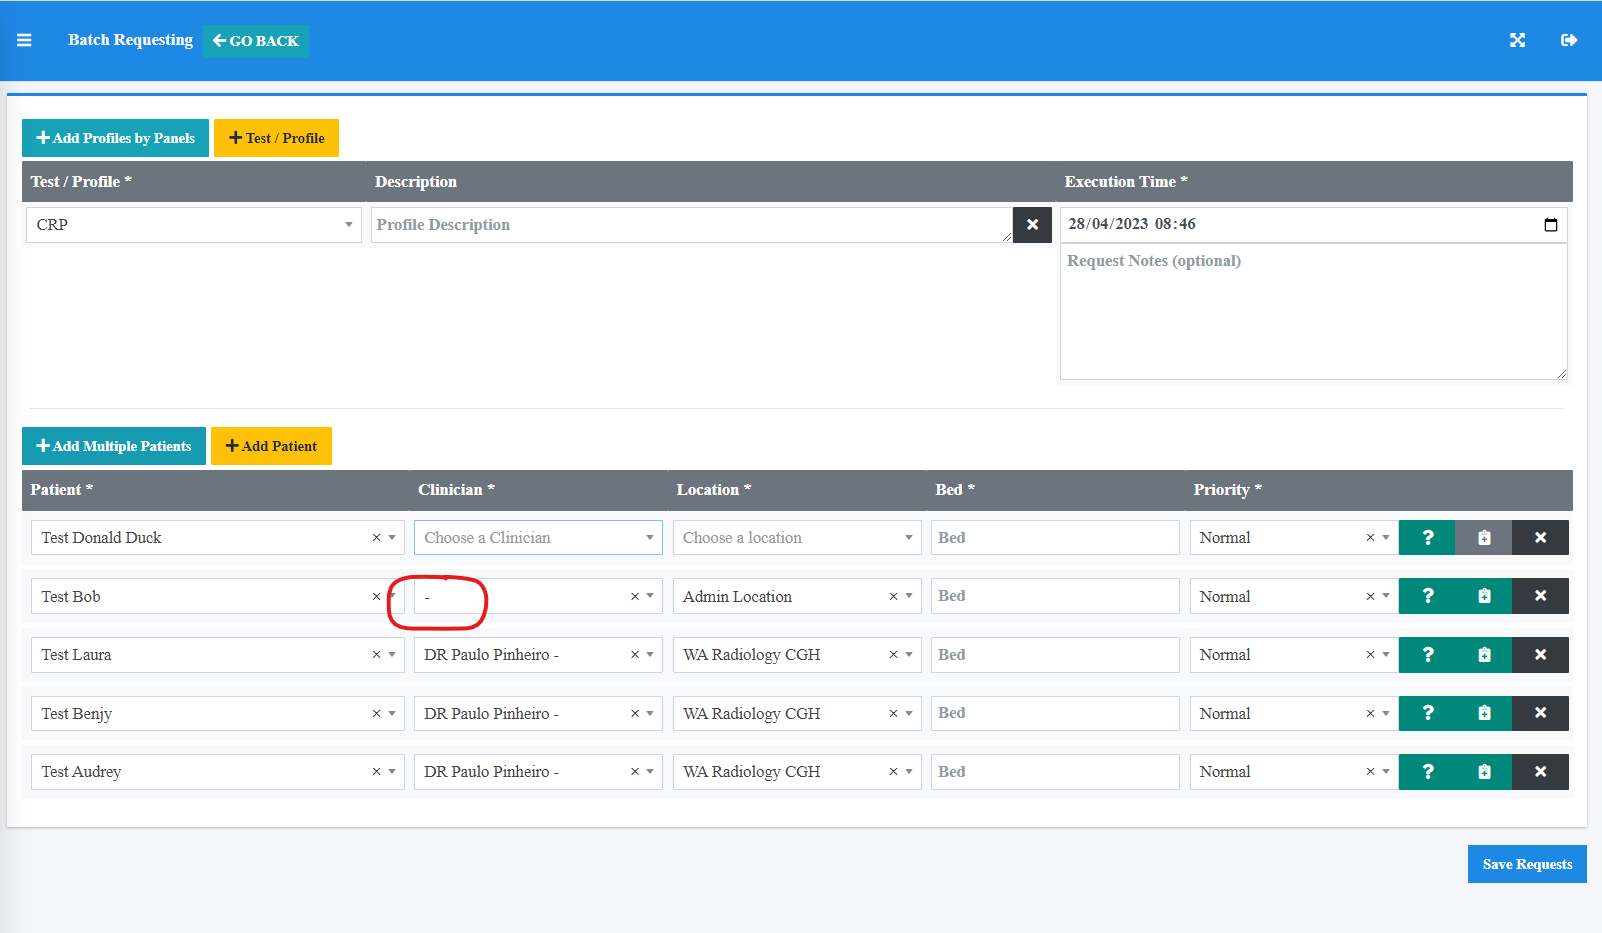 Batch Requesting GO BACK
Add Profiles by Panels Test / Profile
Test / Profile * Description Execution Time *
CRP Profile Description 28/04/2023 08:46
Request Notes (optional)
Add Multiple Patients Add Patient
Patient * Clinician * Location * Bed * Priority *
Test Donald Duck × Choose a Clinician Choose a location Bed Normal × ?
Test Bob × - × Admin Location × Bed Normal × ?
Test Laura × DR Paulo Pinheiro - × WA Radiology CGH × Bed Normal × ?
Test Benjy × DR Paulo Pinheiro - × WA Radiology CGH × Bed Normal × ?
Test Audrey × DR Paulo Pinheiro - × WA Radiology CGH × Bed Normal × ?
Save Requests